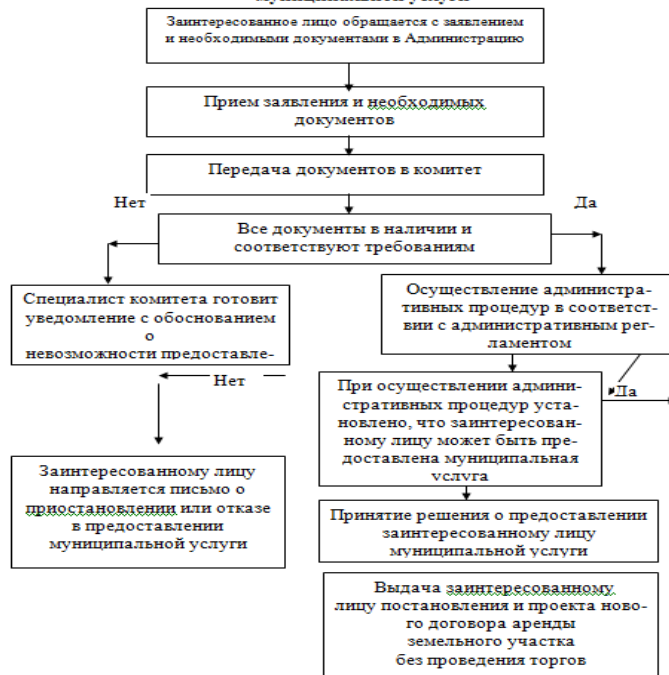 муниципальной услуги
Заинтересованное лицо обращается с заявлением
и необходимыми документами в Администрацию
Прием заявления и необходимых
документов
Передача документов в комитет
Нет
Да
Все документы в наличии и
соответствуют требованиям
Специалист комитета готовит
уведомление с обоснованием
о
невозможности предоставле-
Осуществление администра-
тивных процедур в соответст-
вии с административным рег-
ламентом
Нет
Да
При осуществлении админи-
стративных процедур уста-
новлено, что заинтересован-
ному лицу может быть пре-
доставлена муниципальная
услуга
Заинтересованному лицу
направляется письмо о
приостановлении или отказе
в предоставлении
муниципальной услуги
Принятие решения о предоставлении
заинтересованному лицу
муниципальной услуги
Выдача заинтересованному
лицу постановления и проекта ново-
го договора аренды
земельного участка
без проведения торгов